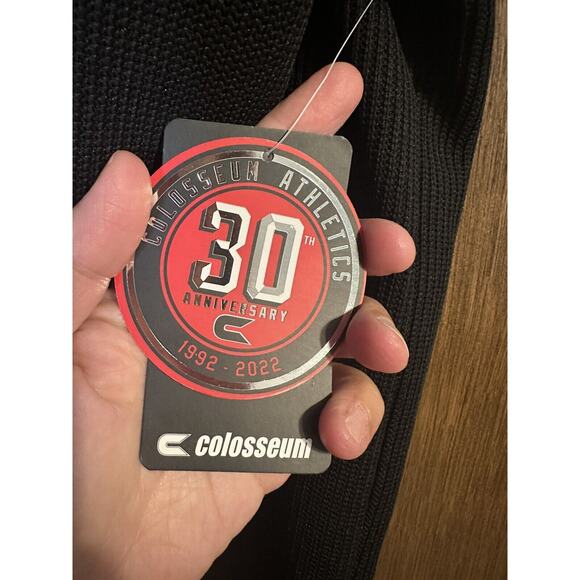 COLOSSEUM ATHLETICS
30TH
ANNIVERSARY
1992 - 2022
colosseum